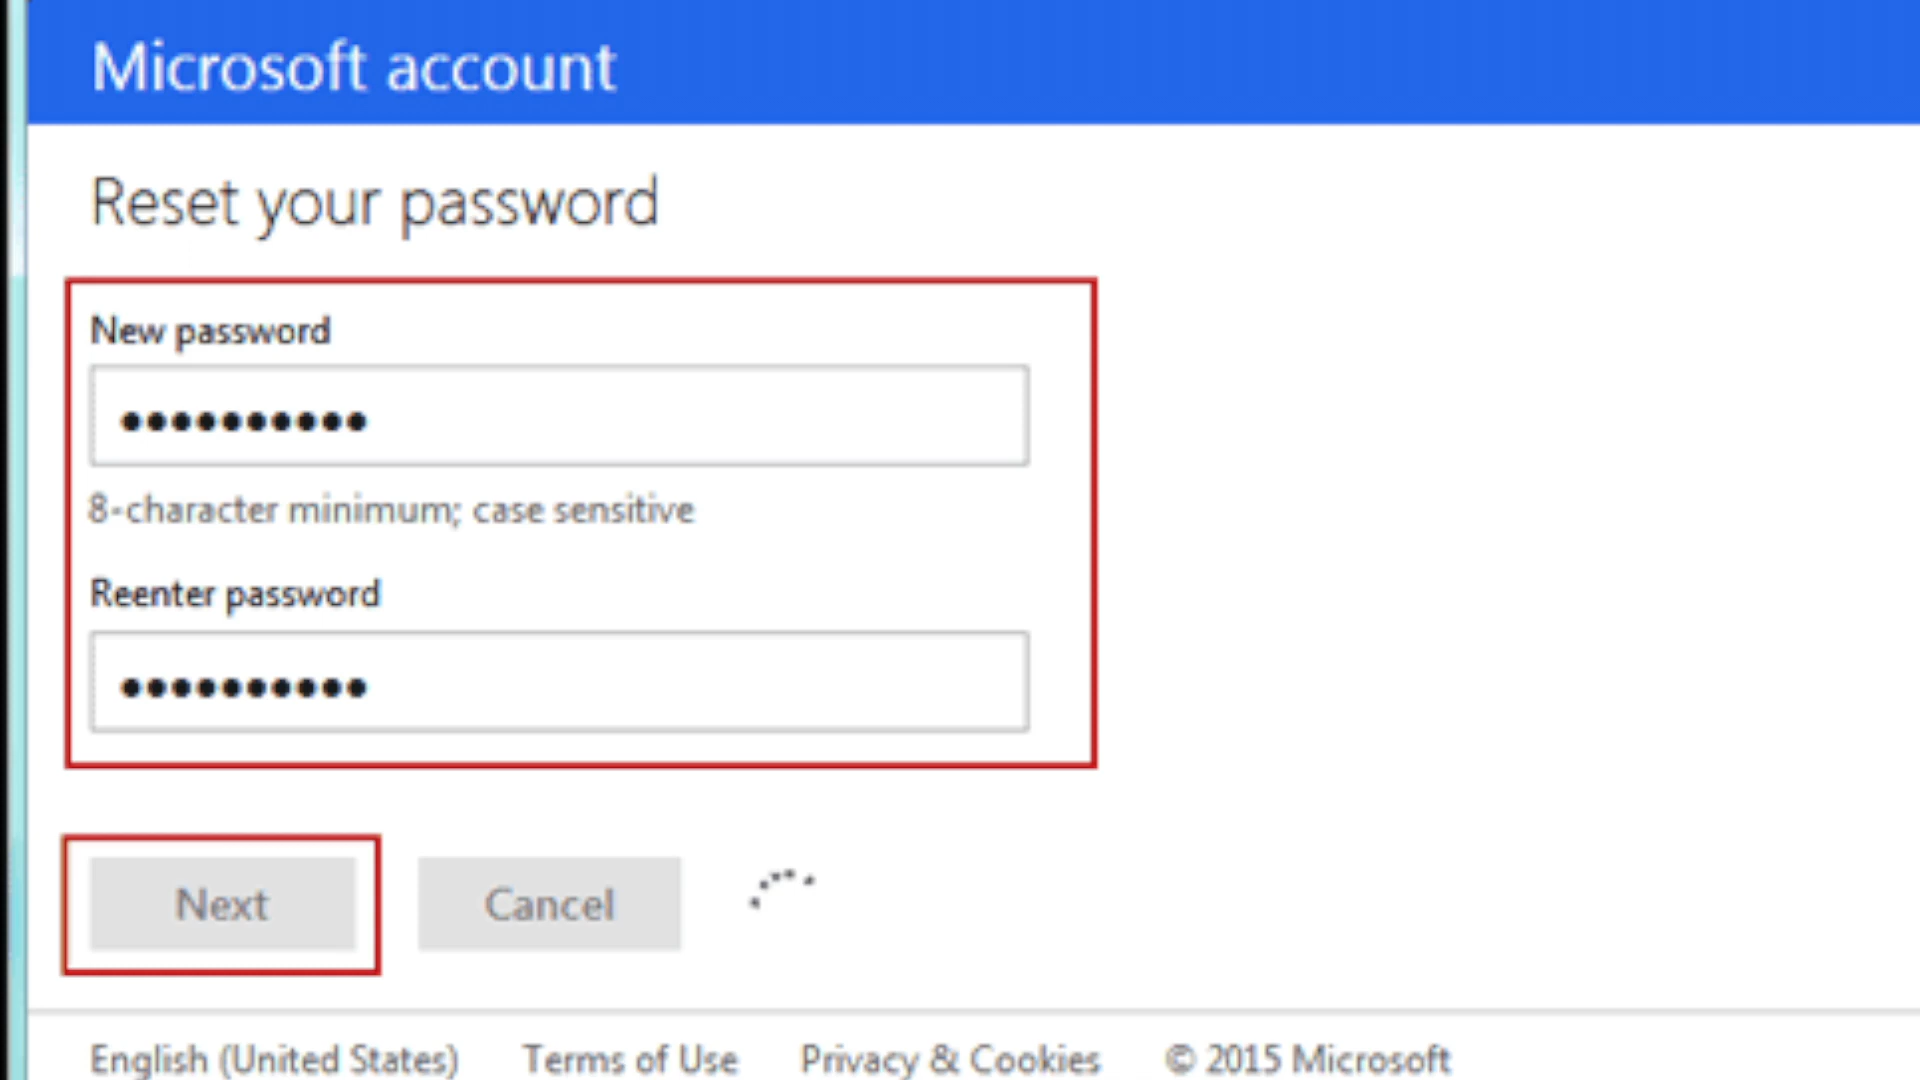 Microsoft account
Reset your password
New password
••••••••••
8-character minimum; case sensitive
Reenter password
••••••••••
Next Cancel
English (United States) Terms of Use Privacy & Cookies © 2015 Microsoft